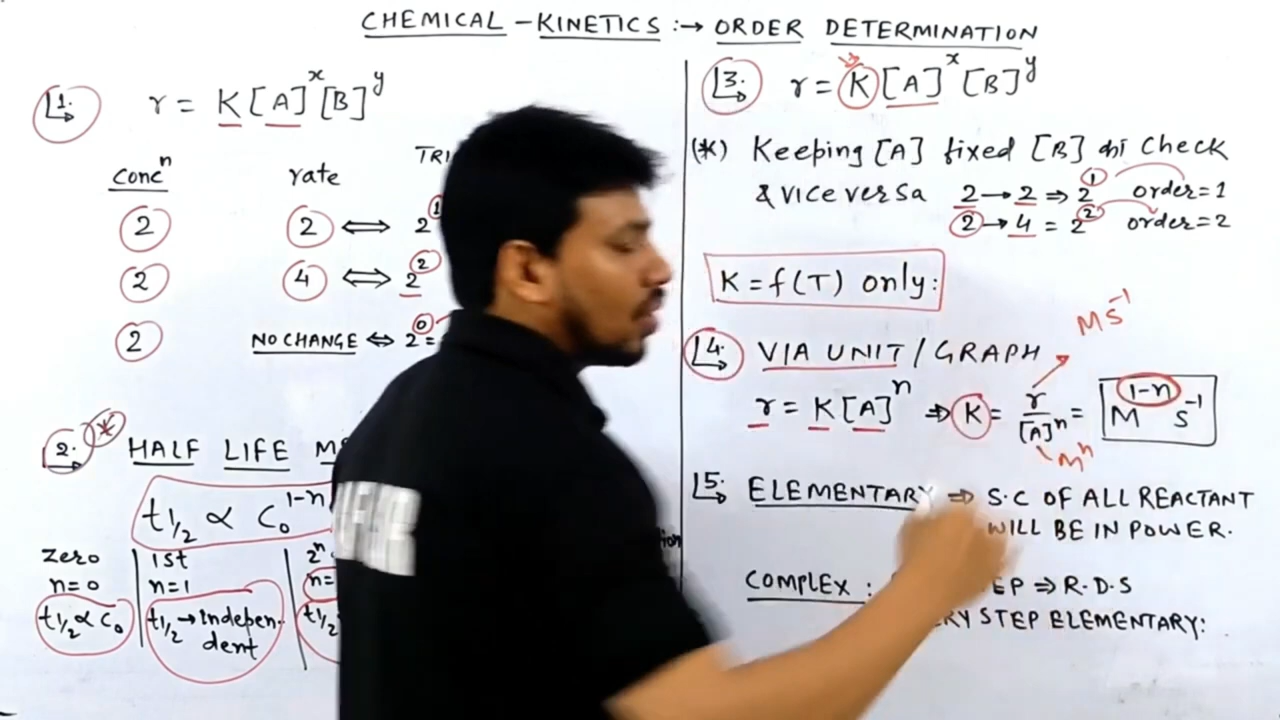 CHEMICAL – KINETICS :→ ORDER DETERMINATION
1. r = K[A]^x [B]^y
conc^n rate TRI
2 2 ⟺ 2^1
2 4 ⟺ 2^2
2 NO CHANGE ⟺ 2^0 =
2. * HALF LIFE M
t1/2 ∝ C0^1-n
zero 1st 2^n
n=0 n=1 n=
t1/2 ∝ C0 t1/2 → Indepen- t1/2
dent
3. r = K[A]^x [B]^y
(*) Keeping [A] fixed [B] का Check
& vice versa 2 → 2 ⇒ 2^1 order=1
2 → 4 = 2^2 order=2
K = f(T) only:
4. VIA UNIT / GRAPH MS^-1
r = K[A]^n ⇒ K = r/[A]^n = M^1-n S^-1
M^n
5. ELEMENTARY ⇒ S.C OF ALL REACTANT
WILL BE IN POWER.
COMPLEX : EP ⇒ R.D.S
RY STEP ELEMENTARY: